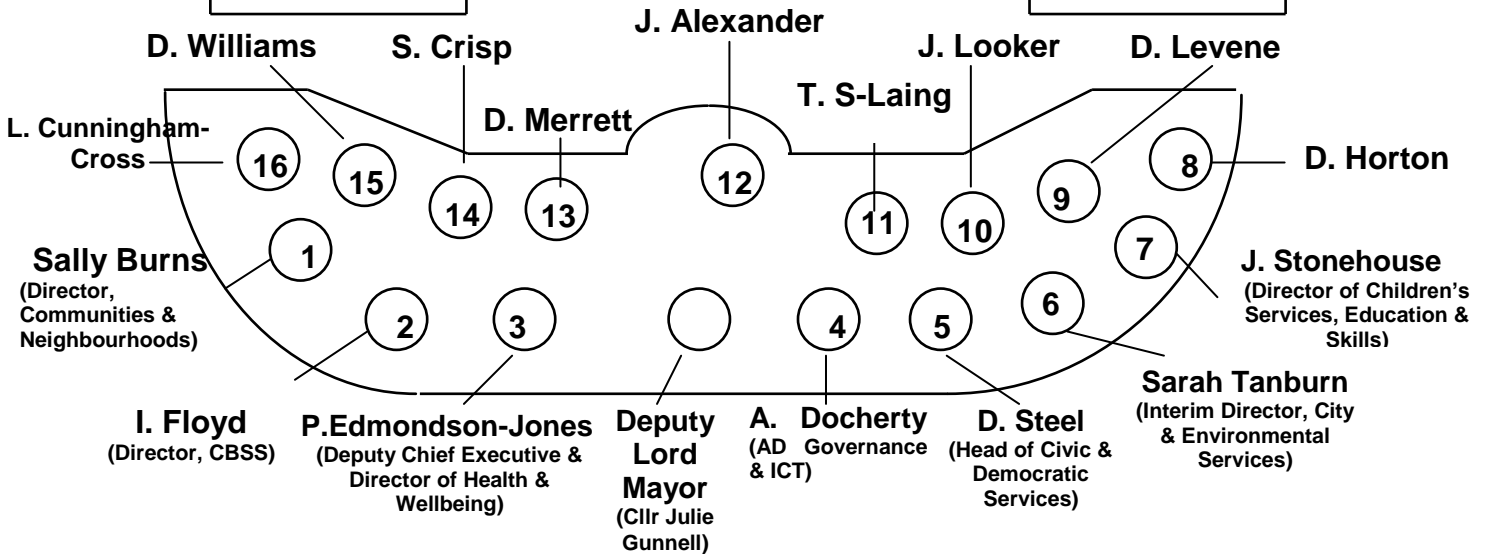 J. Alexander
D. Williams
S. Crisp
J. Looker
D. Levene
T. S-Laing
D. Merrett
L. Cunningham-
Cross
16
15
14
13
12
11
10
9
8
D. Horton
Sally Burns
(Director,
Communities &
Neighbourhoods)
1
2
3
4
5
6
7
J. Stonehouse
(Director of Children's
Services, Education &
Skills)
I. Floyd
(Director, CBSS)
P.Edmondson-Jones
(Deputy Chief Executive &
Director of Health &
Wellbeing)
Deputy
Lord
Mayor
(Cllr Julie
Gunnell)
A. Docherty
(AD Governance
& ICT)
D. Steel
(Head of Civic &
Democratic
Services)
Sarah Tanburn
(Interim Director, City
& Environmental
Services)